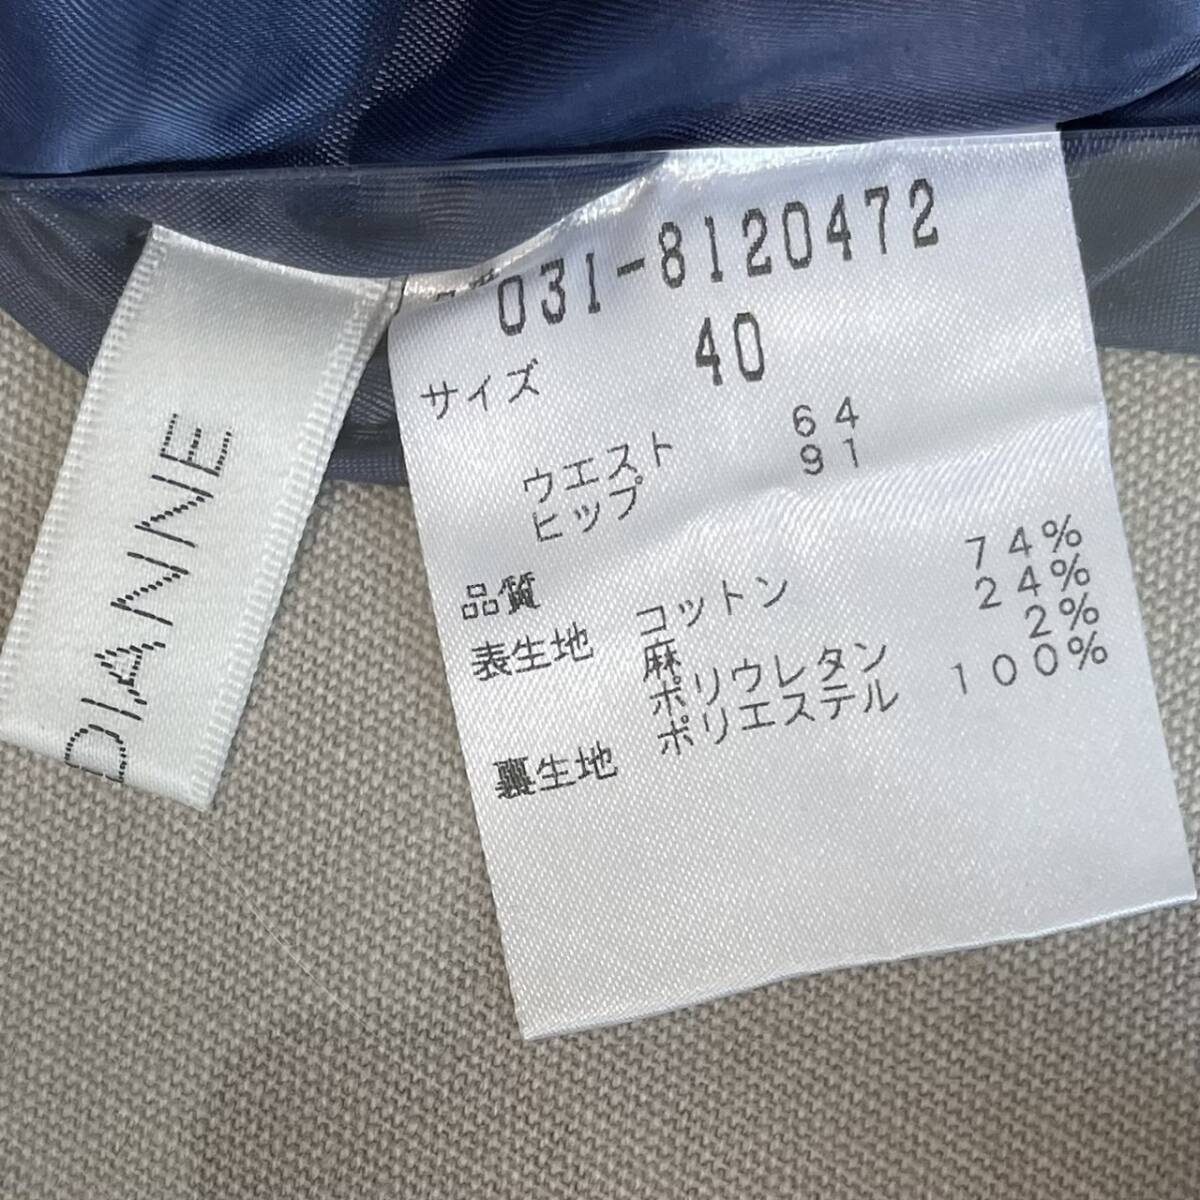 DIANNE
031-8120472
サイズ 40
ウエスト 64
ヒップ 91
品質
表生地 コットン 74%
麻 24%
ポリウレタン 2%
裏生地 ポリエステル 100%